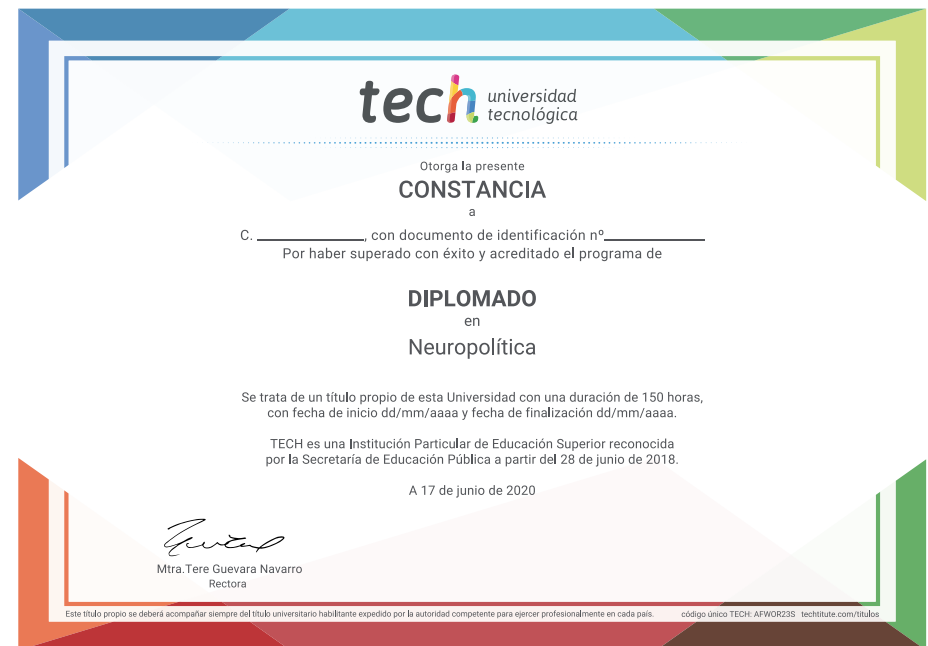 tech universidad
tecnológica
Otorga la presente
CONSTANCIA
a
C. ____________, con documento de identificación nº____________
Por haber superado con éxito y acreditado el programa de
DIPLOMADO
en
Neuropolítica
Se trata de un título propio de esta Universidad con una duración de 150 horas,
con fecha de inicio dd/mm/aaaa y fecha de finalización dd/mm/aaaa.
TECH es una Institución Particular de Educación Superior reconocida
por la Secretaría de Educación Pública a partir del 28 de junio de 2018.
A 17 de junio de 2020
Mtra.Tere Guevara Navarro
Rectora
Este título propio se deberá acompañar siempre del título universitario habilitante expedido por la autoridad competente para ejercer profesionalmente en cada país. código único TECH: AFWOR23S techtitute.com/titulos